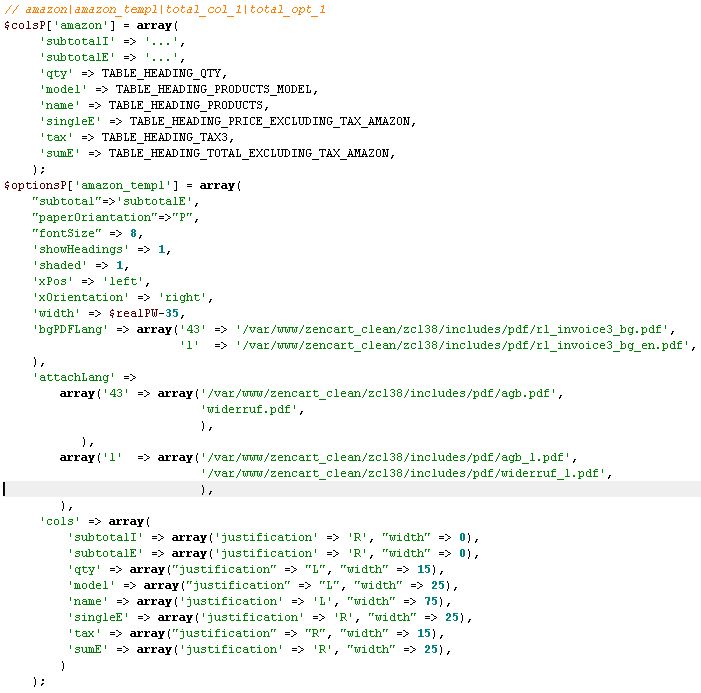 // amazon|amazon_templ|total_col_1|total_opt_1
$colsP['amazon'] = array(
'subtotalI' => '...',
'subtotalE' => '...',
'qty' => TABLE_HEADING_QTY,
'model' => TABLE_HEADING_PRODUCTS_MODEL,
'name' => TABLE_HEADING_PRODUCTS,
'singleE' => TABLE_HEADING_PRICE_EXCLUDING_TAX_AMAZON,
'tax' => TABLE_HEADING_TAX3,
'sumE' => TABLE_HEADING_TOTAL_EXCLUDING_TAX_AMAZON,
);
$optionsP['amazon_templ'] = array(
"subtotal"=>'subtotalE',
"paperOriantation"=>"P",
"fontSize" => 8,
'showHeadings' => 1,
'shaded' => 1,
'xPos' => 'left',
'xOrientation' => 'right',
'width' => $realPW-35,
'bgPDFLang' => array('43' => '/var/www/zencart_clean/zc138/includes/pdf/rl_invoice3_bg.pdf',
'1' => '/var/www/zencart_clean/zc138/includes/pdf/rl_invoice3_bg_en.pdf',
),
'attachLang' =>
array('43' => array('/var/www/zencart_clean/zc138/includes/pdf/agb.pdf',
'widerruf.pdf',
),
),
array('1' => array('/var/www/zencart_clean/zc138/includes/pdf/agb_1.pdf',
'/var/www/zencart_clean/zc138/includes/pdf/widerruf_1.pdf',
),
),
'cols' => array(
'subtotalI' => array('justification' => 'R', "width" => 0),
'subtotalE' => array('justification' => 'R', "width" => 0),
'qty' => array("justification" => "L", "width" => 15),
'model' => array("justification" => "L", "width" => 25),
'name' => array('justification' => 'L', "width" => 75),
'singleE' => array('justification' => 'R', "width" => 25),
'tax' => array("justification" => "R", "width" => 15),
'sumE' => array('justification' => 'R', "width" => 25),
)
);